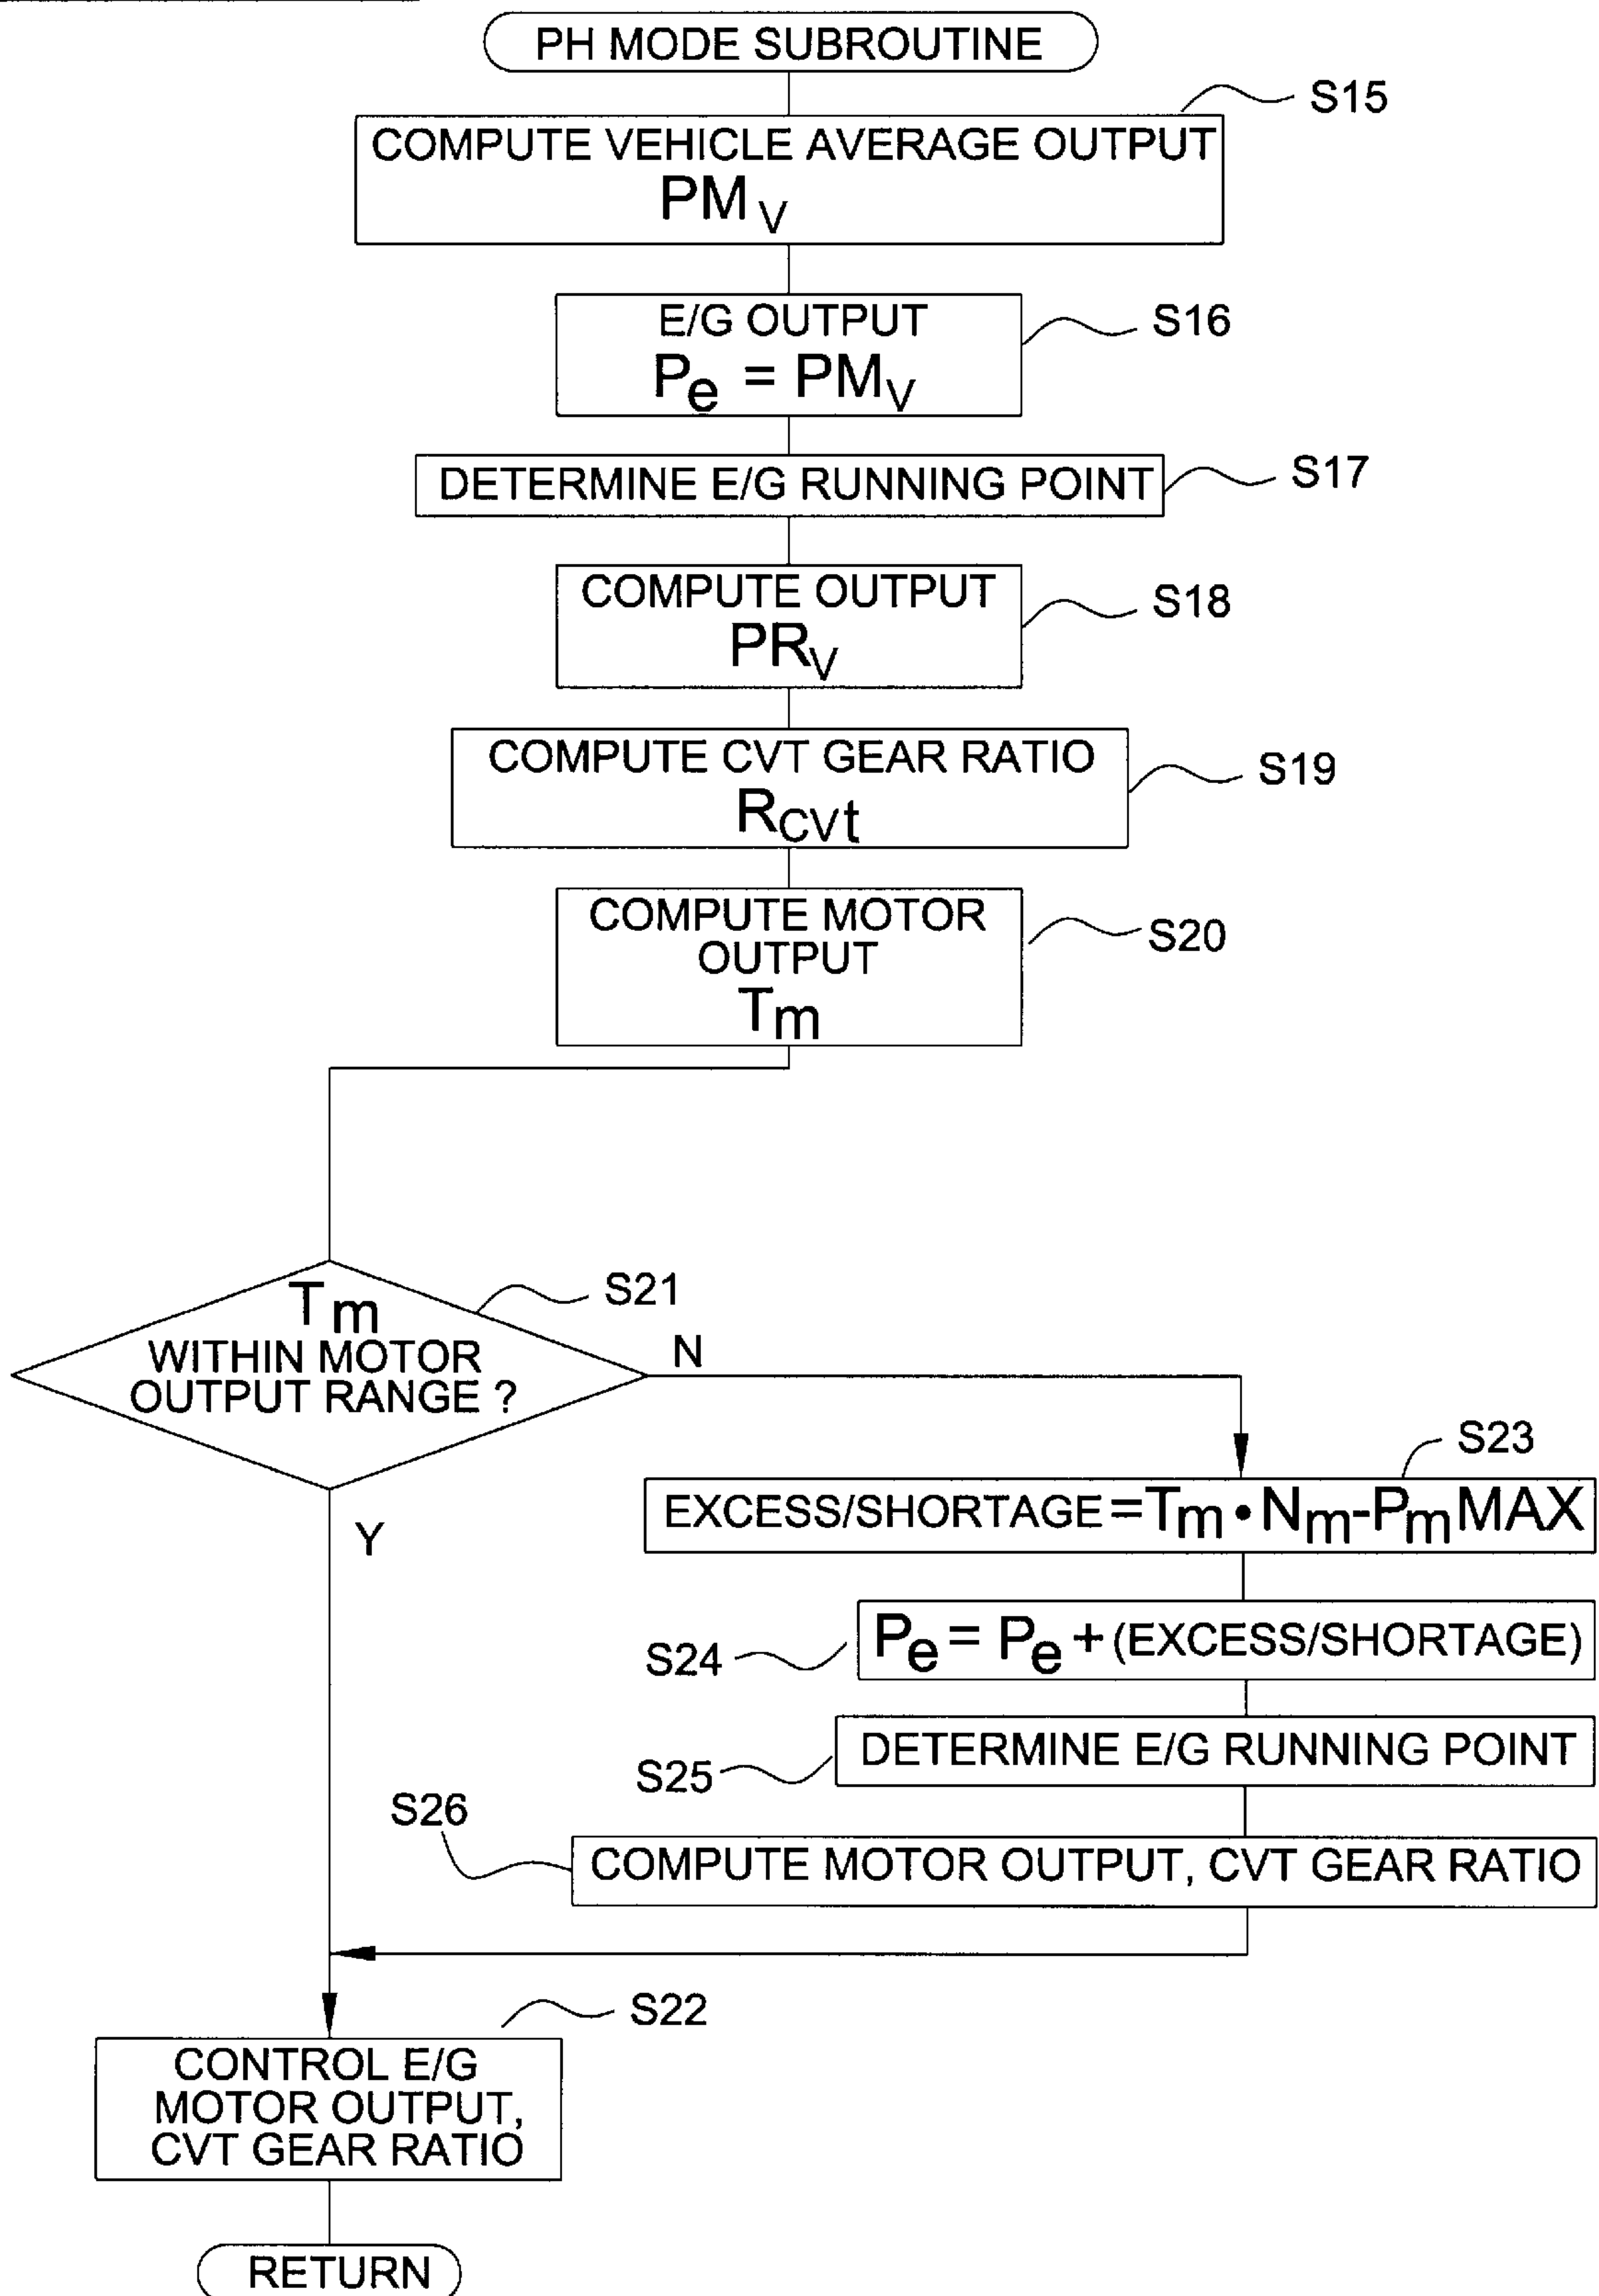 PH MODE SUBROUTINE
S15
COMPUTE VEHICLE AVERAGE OUTPUT
PMV
S16
E/G OUTPUT
Pe = PMV
S17
DETERMINE E/G RUNNING POINT
S18
COMPUTE OUTPUT
PRV
COMPUTE CVT GEAR RATIO
S19
RCVt
COMPUTE MOTOR
S20
OUTPUT
Tm
S21
Tm
WITHIN MOTOR
OUTPUT RANGE ?
N
Y
S23
EXCESS/SHORTAGE=Tm•Nm-PmMAX
S24
Pe = Pe + (EXCESS/SHORTAGE)
S25
DETERMINE E/G RUNNING POINT
S26
COMPUTE MOTOR OUTPUT, CVT GEAR RATIO
S22
CONTROL E/G
MOTOR OUTPUT,
CVT GEAR RATIO
RETURN